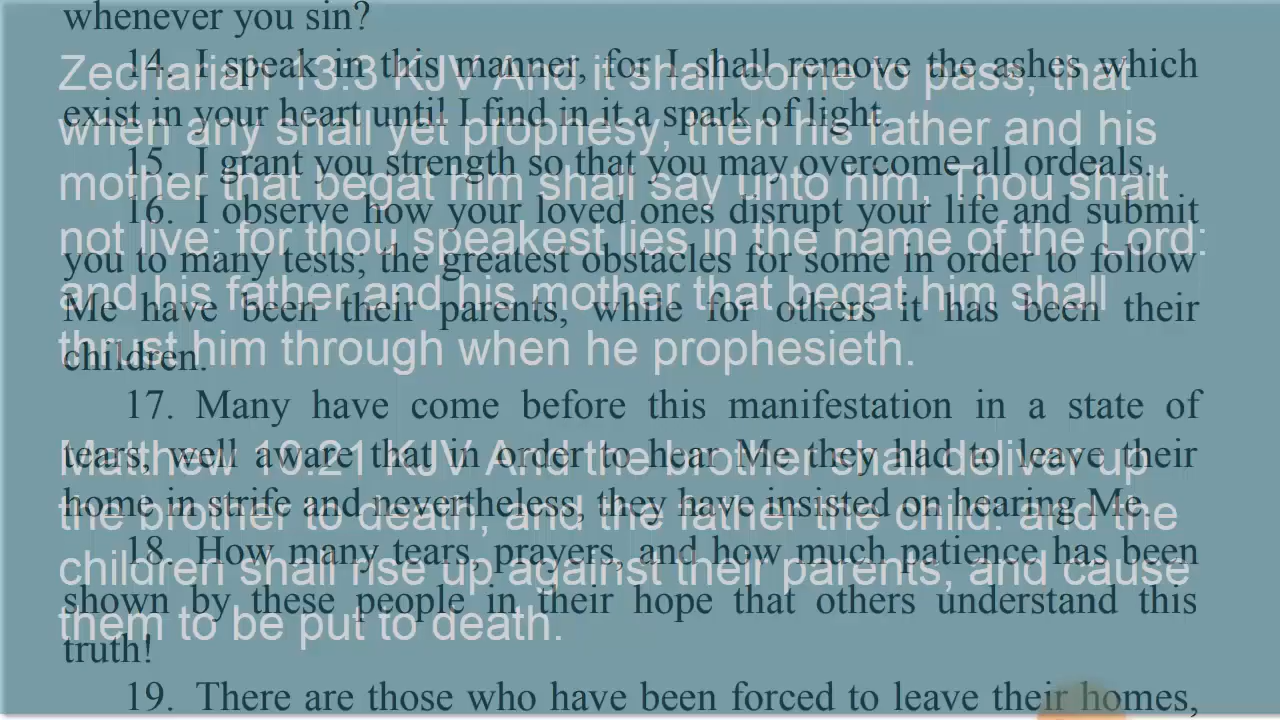 whenever you sin?
14. I speak in this manner, for I shall remove the ashes which
exist in your heart until I find in it a spark of light.
15. I grant you strength so that you may overcome all ordeals.
16. I observe how your loved ones disrupt your life and submit
you to many tests; the greatest obstacles for some in order to follow
Me have been their parents, while for others it has been their
children.
17. Many have come before this manifestation in a state of
tears, well aware that in order to hear Me they had to leave their
home in strife and nevertheless, they have insisted on hearing Me.
18. How many tears, prayers, and how much patience has been
shown by these people in their hope that others understand this
truth!
19. There are those who have been forced to leave their homes,
Zechariah 13:3 KJV And it shall come to pass, that
when any shall yet prophesy, then his father and his
mother that begat him shall say unto him, Thou shalt
not live; for thou speakest lies in the name of the Lord:
and his father and his mother that begat him shall
thrust him through when he prophesieth.
Matthew 10:21 KJV And the brother shall deliver up
the brother to death, and the father the child: and the
children shall rise up against their parents, and cause
them to be put to death.